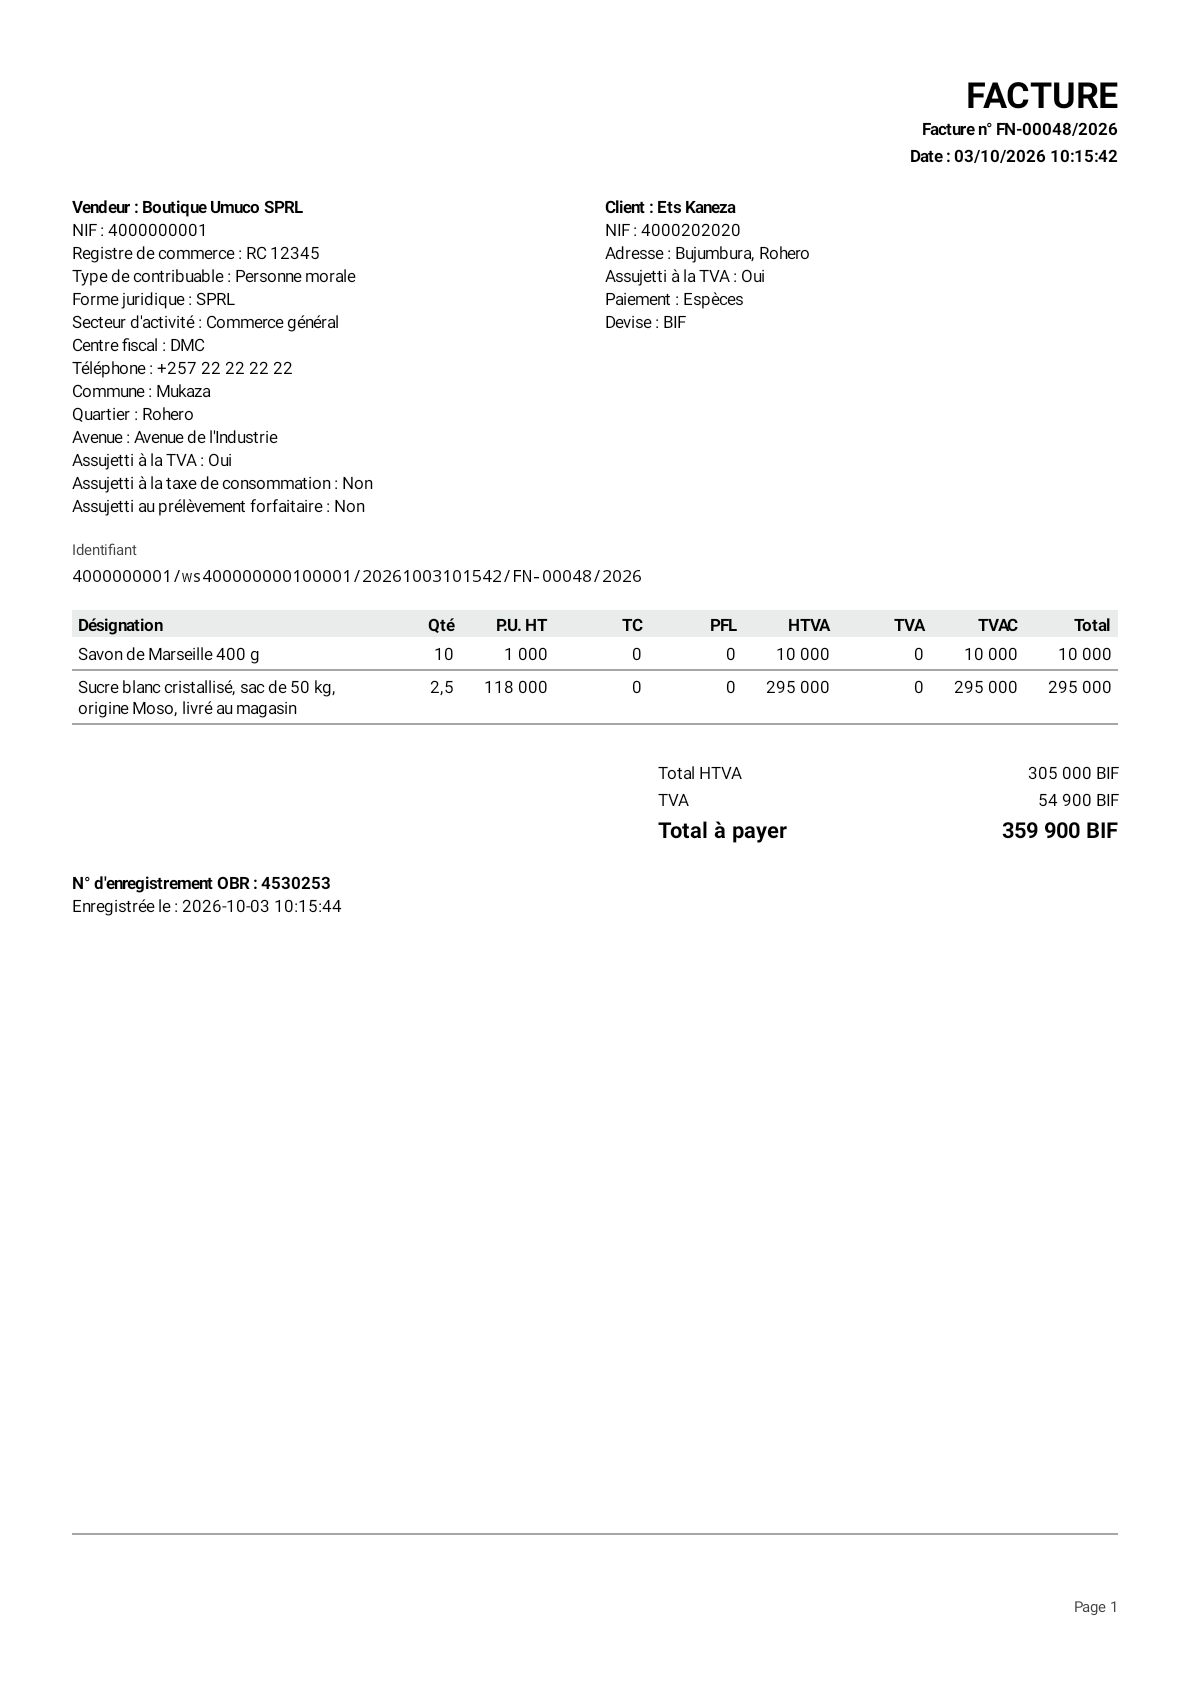 FACTURE
Facture n° FN-00048/2026
Date : 03/10/2026 10:15:42
Vendeur : Boutique Umuco SPRL
NIF : 4000000001
Registre de commerce : RC 12345
Type de contribuable : Personne morale
Forme juridique : SPRL
Secteur d'activité : Commerce général
Centre fiscal : DMC
Téléphone : +257 22 22 22 22
Commune : Mukaza
Quartier : Rohero
Avenue : Avenue de l'Industrie
Assujetti à la TVA : Oui
Assujetti à la taxe de consommation : Non
Assujetti au prélèvement forfaitaire : Non
Client : Ets Kaneza
NIF : 4000202020
Adresse : Bujumbura, Rohero
Assujetti à la TVA : Oui
Paiement : Espèces
Devise : BIF
Identifiant
4000000001/ws400000000100001/20261003101542/FN-00048/2026
Désignation Qté P.U. HT TC PFL HTVA TVA TVAC Total
Savon de Marseille 400 g 10 1 000 0 0 10 000 0 10 000 10 000
Sucre blanc cristallisé, sac de 50 kg, 2,5 118 000 0 0 295 000 0 295 000 295 000
origine Moso, livré au magasin
Total HTVA 305 000 BIF
TVA 54 900 BIF
Total à payer 359 900 BIF
N° d'enregistrement OBR : 4530253
Enregistrée le : 2026-10-03 10:15:44
Page 1